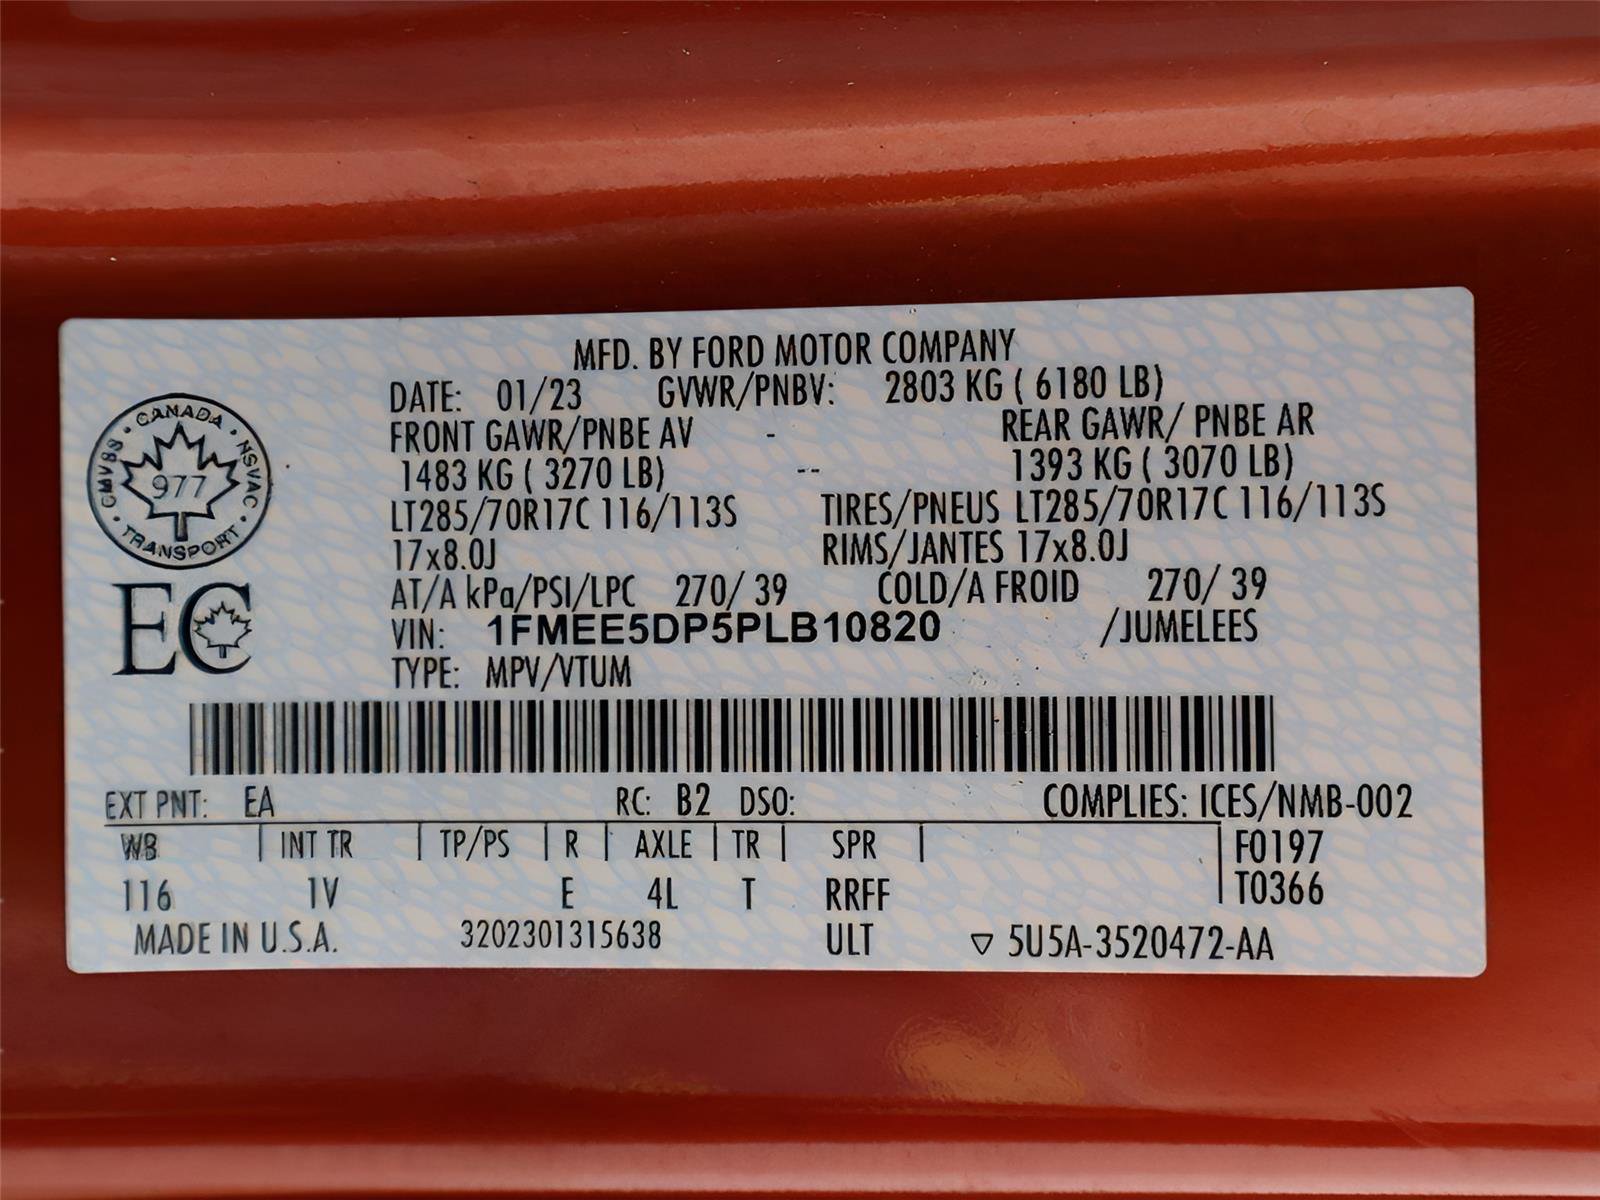 MFD. BY FORD MOTOR COMPANY
DATE: 01/23 GVWR/PNBV: 2803 KG ( 6180 LB)
FRONT GAWR/PNBE AV - REAR GAWR/ PNBE AR
1483 KG ( 3270 LB) -- 1393 KG ( 3070 LB)
LT285/70R17C 116/113S TIRES/PNEUS LT285/70R17C 116/113S
17x8.0J RIMS/JANTES 17x8.0J
AT/A kPa/PSI/LPC 270/ 39 COLD/A FROID 270/ 39
VIN: 1FMEE5DP5PLB10820 /JUMELEES
TYPE: MPV/VTUM
CANADA · NSVAC · TRANSPORT · CMVSS ·
977
EC
EXT PNT: EA RC: B2 DSO: COMPLIES: ICES/NMB-002
WB INT TR TP/PS R AXLE TR SPR F0197
116 1V E 4L T RRFF T0366
MADE IN U.S.A. 3202301315638 ULT ▽ 5U5A-3520472-AA